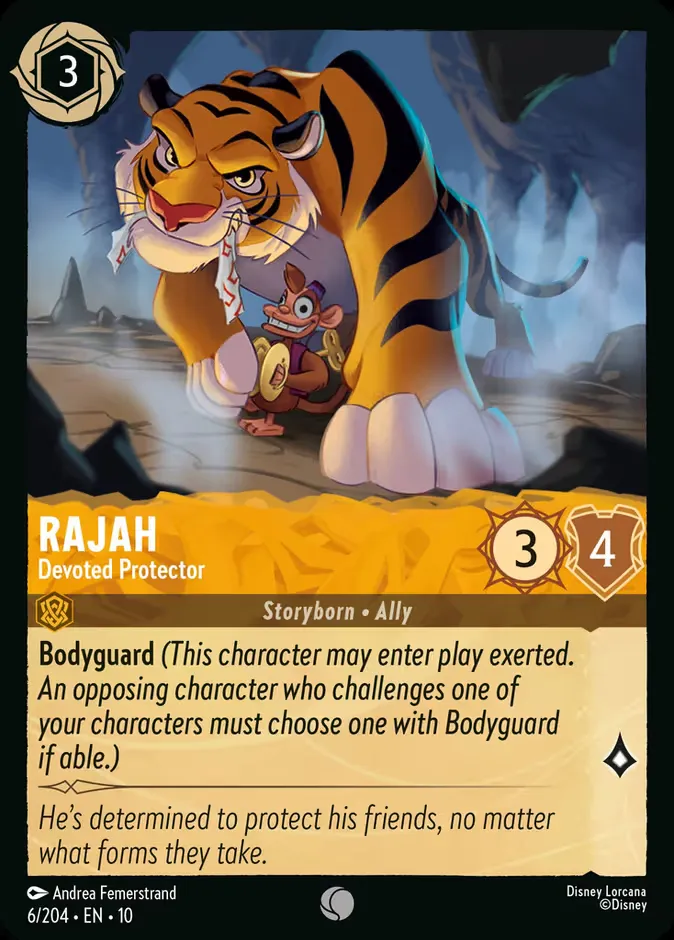 3
RAJAH
Devoted Protector
3
4
Storyborn • Ally
Bodyguard (This character may enter play exerted.
An opposing character who challenges one of
your characters must choose one with Bodyguard
if able.)
He's determined to protect his friends, no matter
what forms they take.
Andrea Femerstrand
Disney Lorcana
6/204 • EN • 10
©Disney